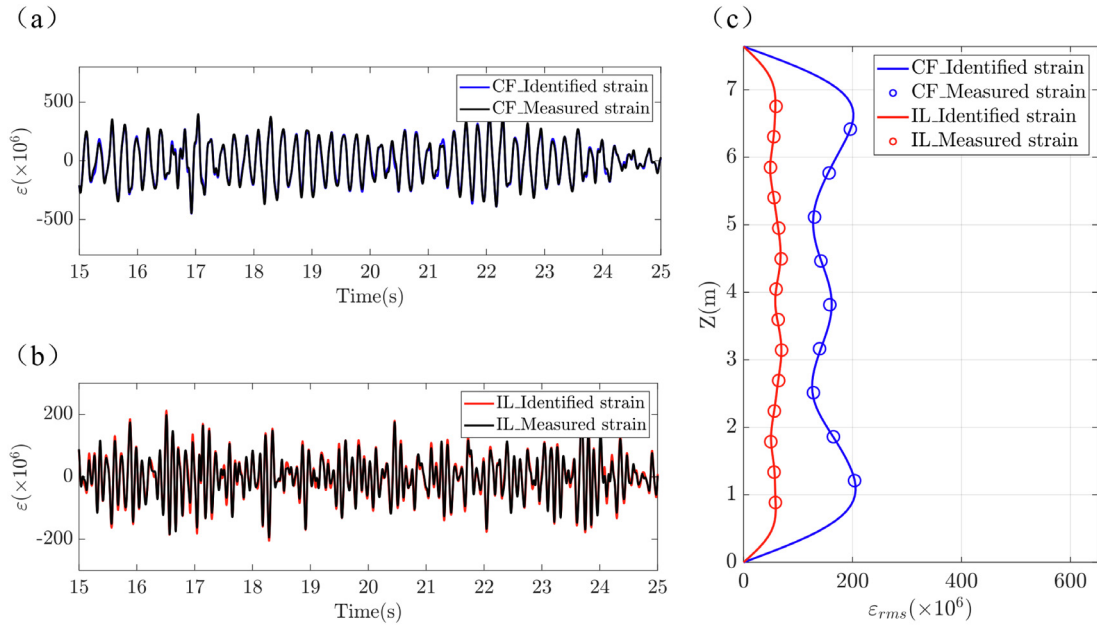 (a)
CF_Identified strain
CF_Measured strain
500
0
-500
ε(×10⁶)
15 16 17 18 19 20 21 22 23 24 25
Time(s)
(b)
IL_Identified strain
IL_Measured strain
200
0
-200
ε(×10⁶)
15 16 17 18 19 20 21 22 23 24 25
Time(s)
(c)
CF_Identified strain
CF_Measured strain
IL_Identified strain
IL_Measured strain
7
6
5
4
3
2
1
0
Z(m)
0 200 400 600
εrms(×10⁶)